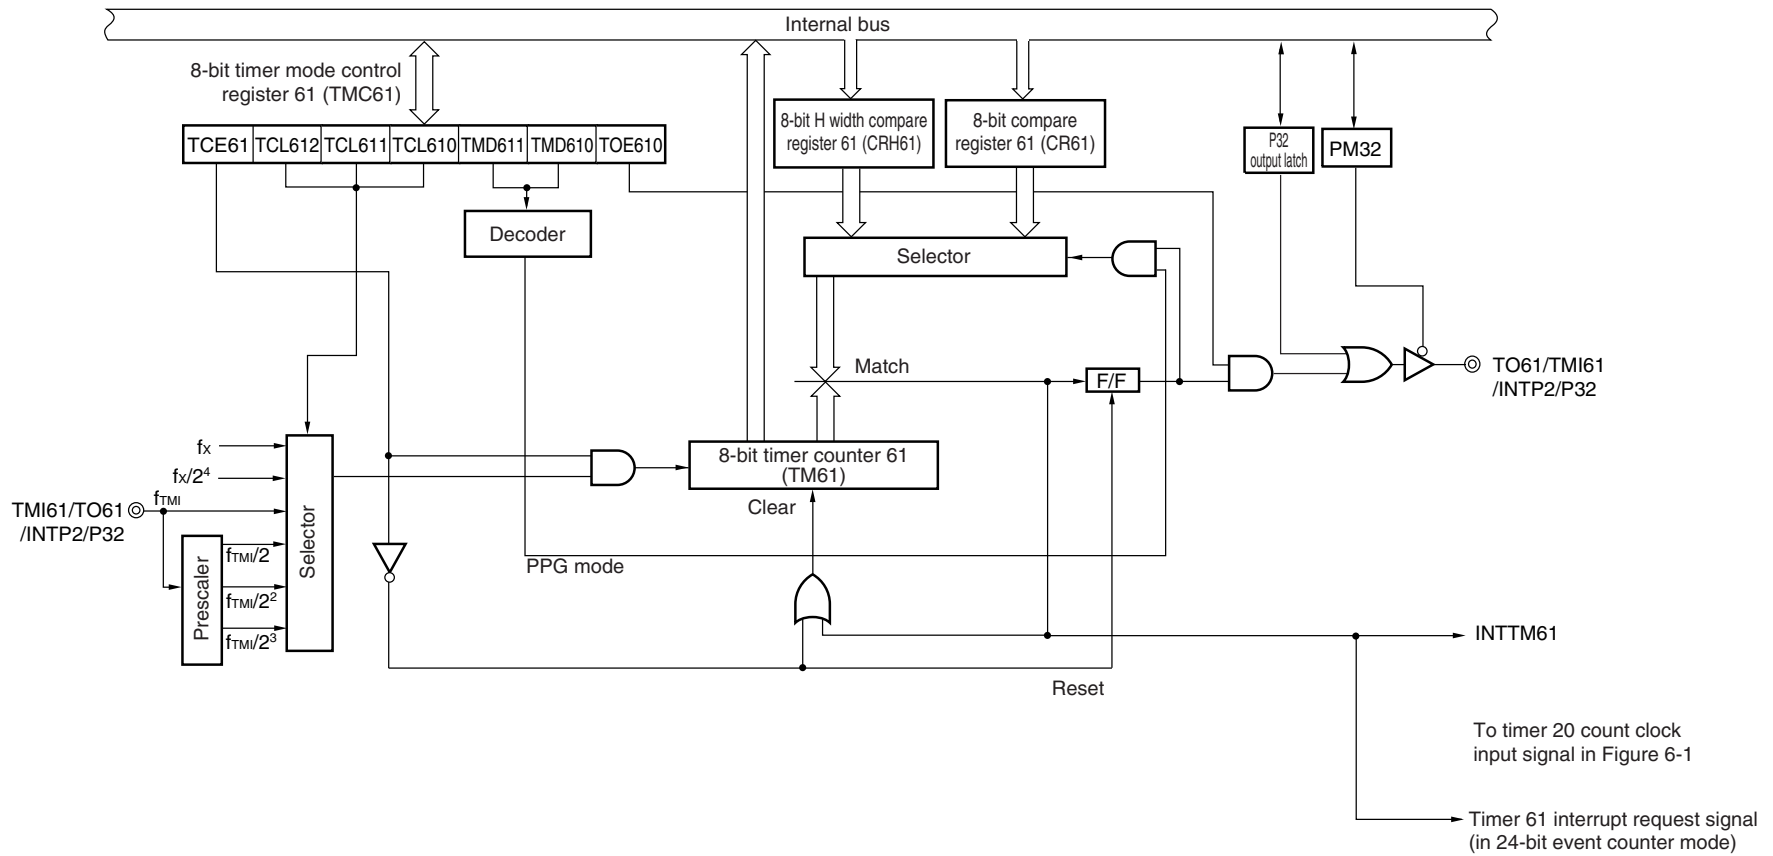 Internal bus
8-bit timer mode control
register 61 (TMC61)
TCE61 TCL612 TCL611 TCL610 TMD611 TMD610 TOE610
8-bit H width compare
register 61 (CRH61)
8-bit compare
register 61 (CR61)
P32
output latch
PM32
Decoder
Selector
Match
F/F
TO61/TMI61
/INTP2/P32
fX
fX/2⁴
fTMI
TMI61/TO61
/INTP2/P32
Prescaler
fTMI/2
fTMI/2²
fTMI/2³
Selector
8-bit timer counter 61
(TM61)
Clear
PPG mode
INTTM61
Reset
To timer 20 count clock
input signal in Figure 6-1
Timer 61 interrupt request signal
(in 24-bit event counter mode)